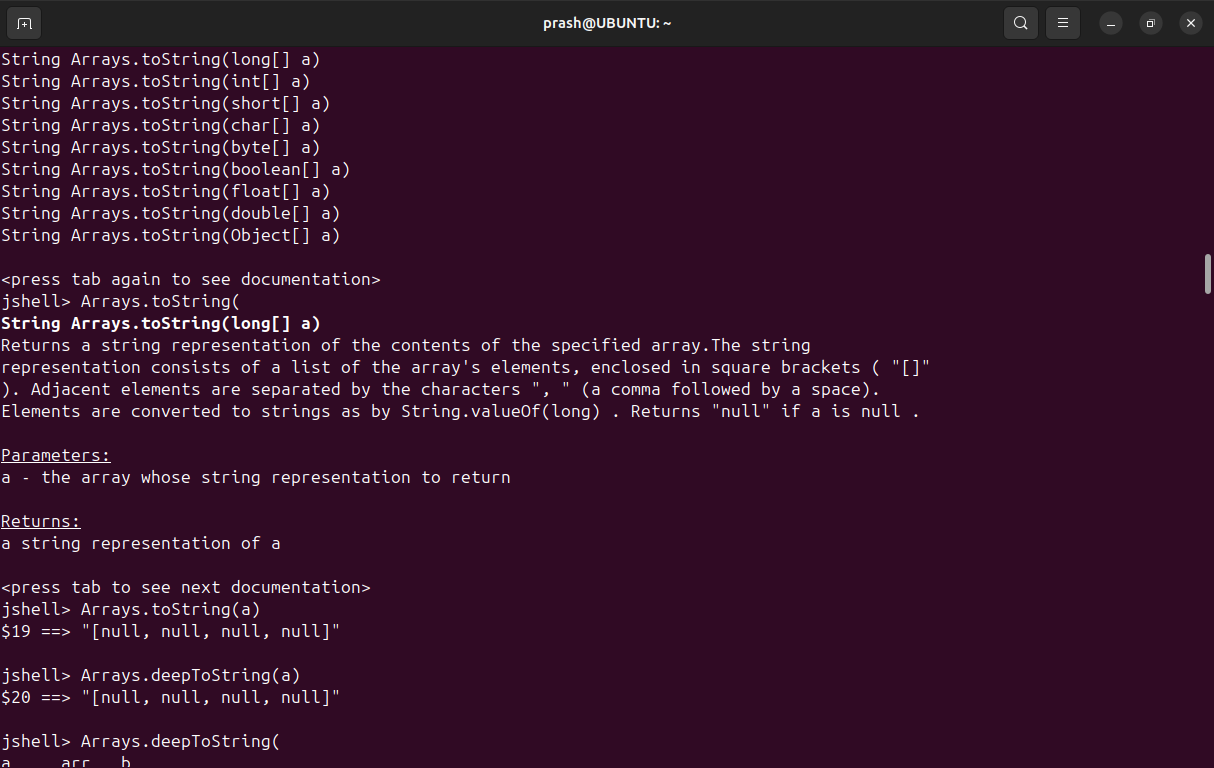 prash@UBUNTU: ~
String Arrays.toString(long[] a)
String Arrays.toString(int[] a)
String Arrays.toString(short[] a)
String Arrays.toString(char[] a)
String Arrays.toString(byte[] a)
String Arrays.toString(boolean[] a)
String Arrays.toString(float[] a)
String Arrays.toString(double[] a)
String Arrays.toString(Object[] a)
<press tab again to see documentation>
jshell> Arrays.toString(
String Arrays.toString(long[] a)
Returns a string representation of the contents of the specified array.The string
representation consists of a list of the array's elements, enclosed in square brackets ( "[]"
). Adjacent elements are separated by the characters ", " (a comma followed by a space).
Elements are converted to strings as by String.valueOf(long) . Returns "null" if a is null .
Parameters:
a - the array whose string representation to return
Returns:
a string representation of a
<press tab to see next documentation>
jshell> Arrays.toString(a)
$19 ==> "[null, null, null, null]"
jshell> Arrays.deepToString(a)
$20 ==> "[null, null, null, null]"
jshell> Arrays.deepToString(
a     arr   b